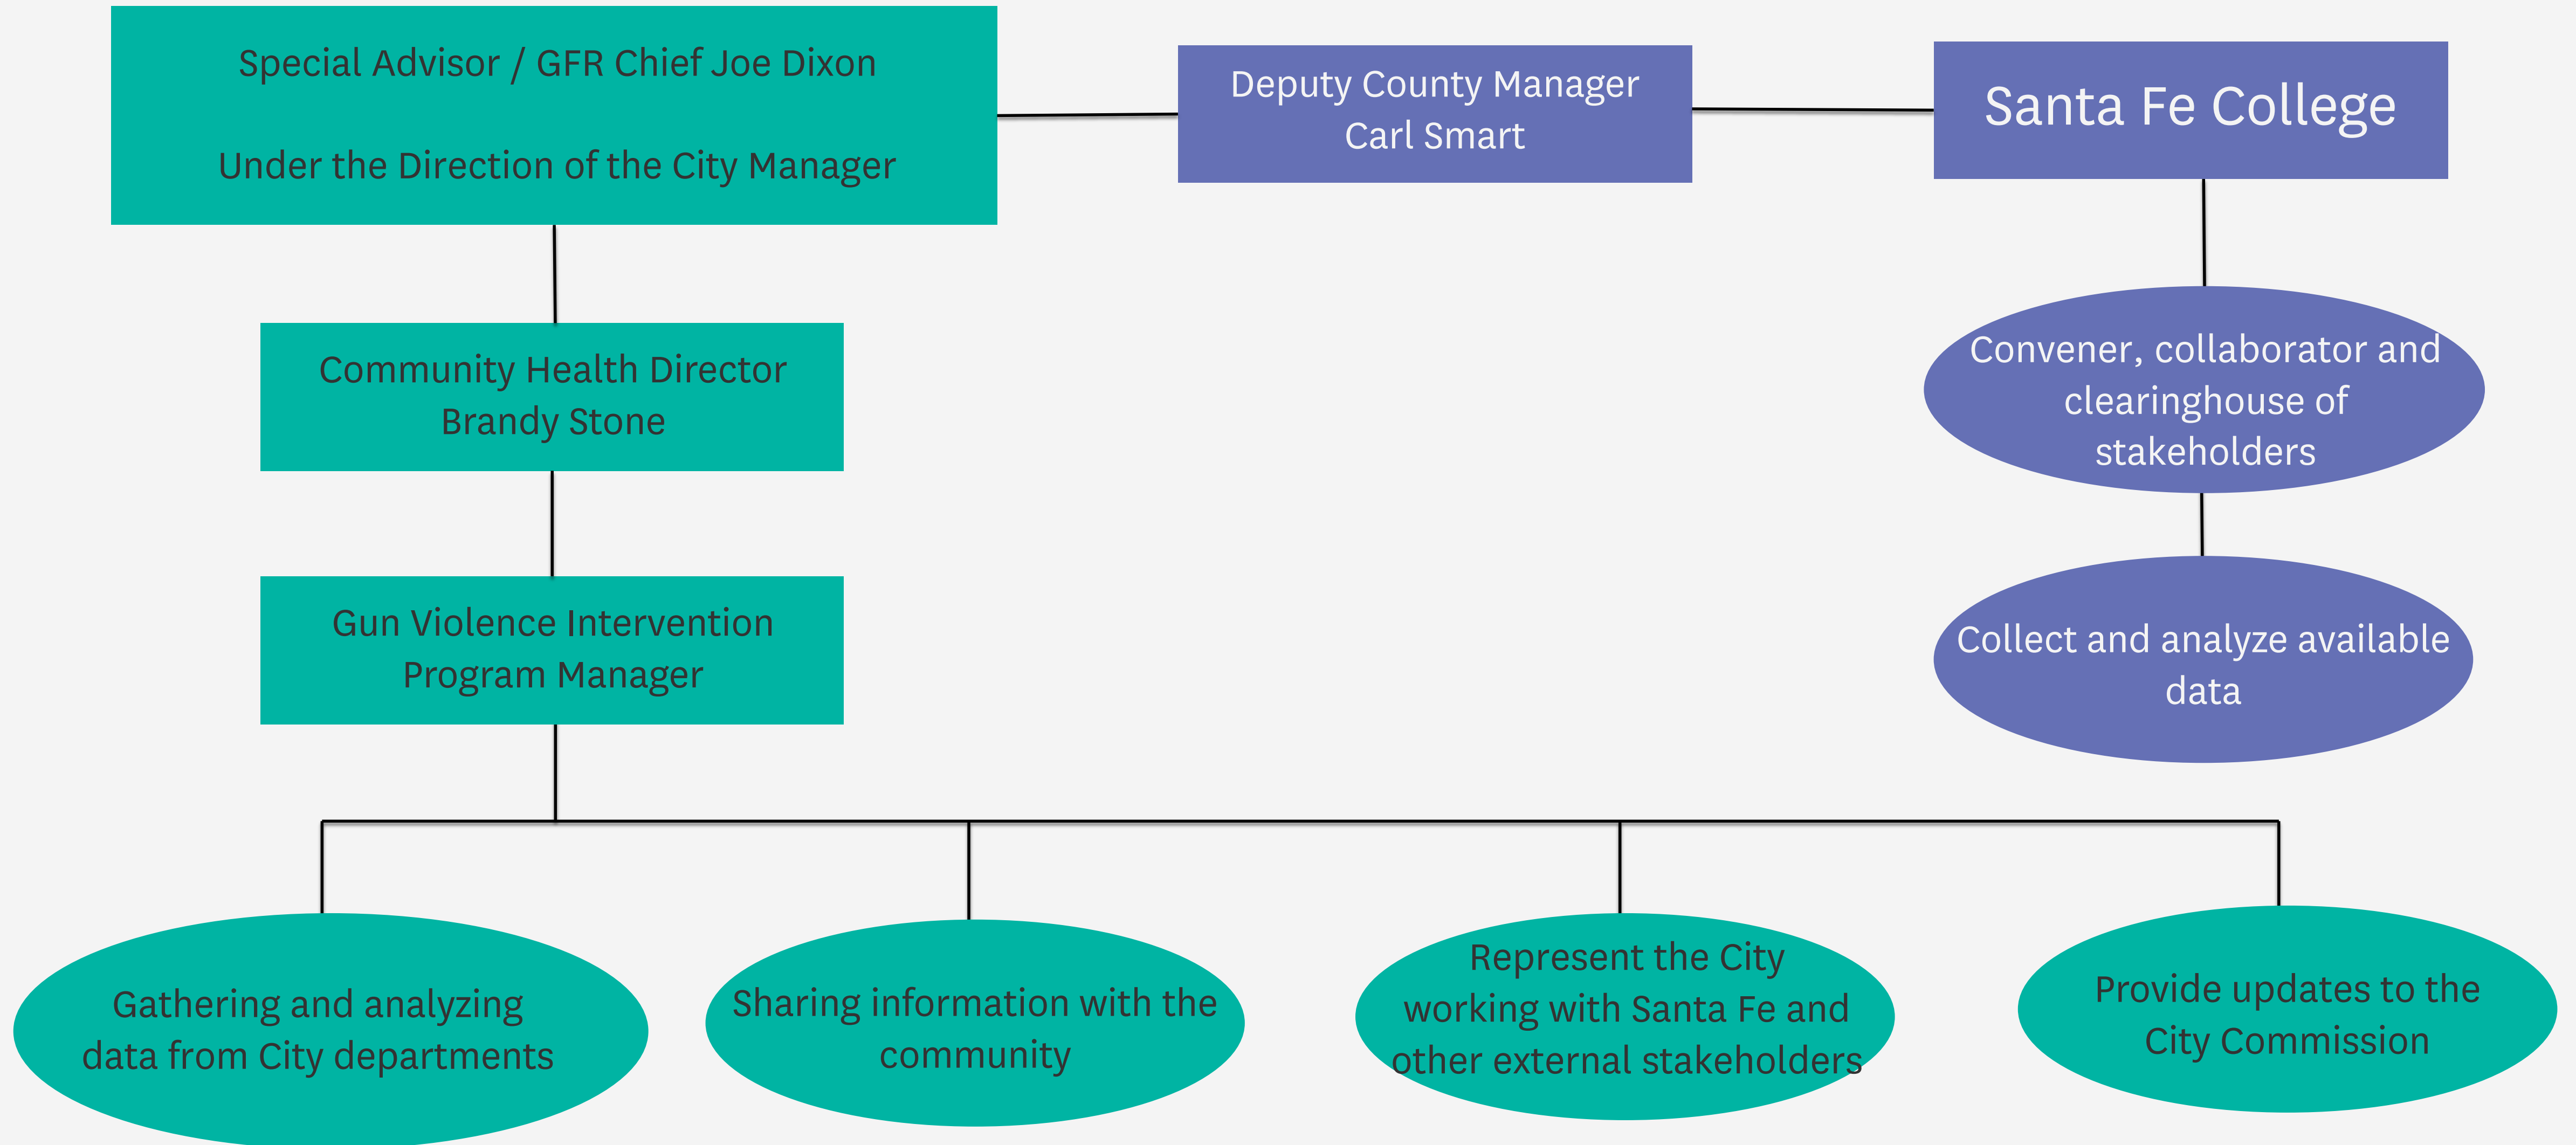 Special Advisor / GFR Chief Joe Dixon
Under the Direction of the City Manager
Deputy County Manager
Carl Smart
Santa Fe College
Community Health Director
Brandy Stone
Convener, collaborator and
clearinghouse of
stakeholders
Gun Violence Intervention
Program Manager
Collect and analyze available
data
Gathering and analyzing
data from City departments
Sharing information with the
community
Represent the City
working with Santa Fe and
other external stakeholders
Provide updates to the
City Commission